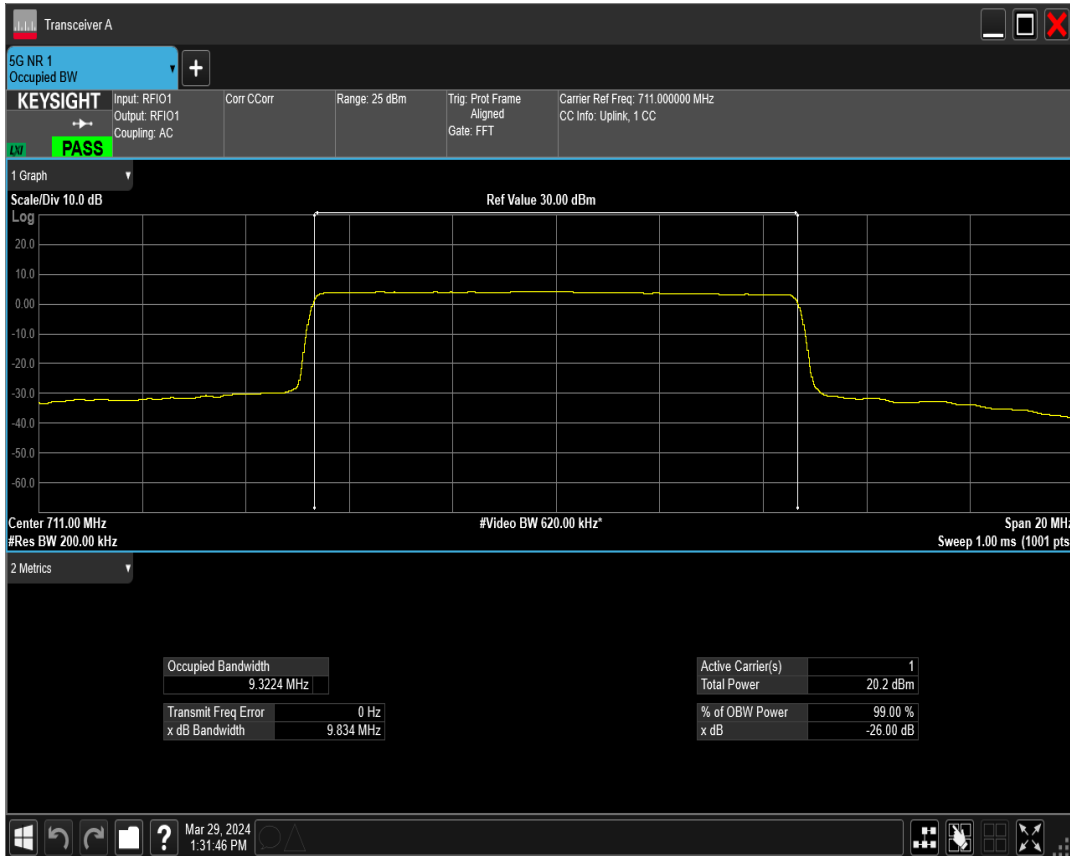 Transceiver A
5G NR 1
Occupied BW
+
KEYSIGHT
LXI
PASS
Input: RFIO1
Output: RFIO1
Coupling: AC
Corr CCorr
Range: 25 dBm
Trig: Prot Frame
Aligned
Gate: FFT
Carrier Ref Freq: 711.000000 MHz
CC Info: Uplink, 1 CC
1 Graph
Scale/Div 10.0 dB
Ref Value 30.00 dBm
Log
20.0
10.0
0.00
-10.0
-20.0
-30.0
-40.0
-50.0
-60.0
Center 711.00 MHz
#Video BW 620.00 kHz*
Span 20 MHz
#Res BW 200.00 kHz
Sweep 1.00 ms (1001 pts
2 Metrics
Occupied Bandwidth
9.3224 MHz
Transmit Freq Error 0 Hz
x dB Bandwidth 9.834 MHz
Active Carrier(s) 1
Total Power 20.2 dBm
% of OBW Power 99.00 %
x dB -26.00 dB
?
Mar 29, 2024
1:31:46 PM